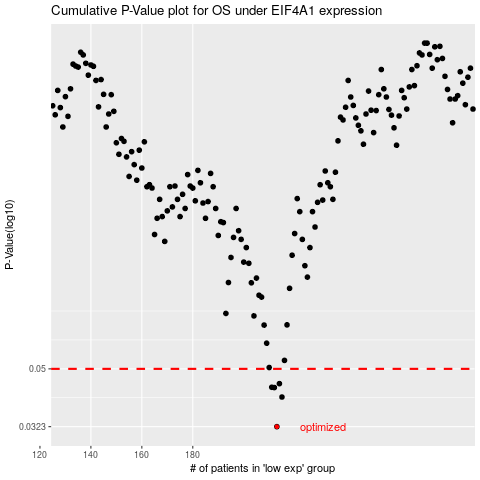 Cumulative P-Value plot for OS under EIF4A1 expression
P-Value(log10)
0.05
0.0323
optimized
120 140 160 180
# of patients in 'low exp' group